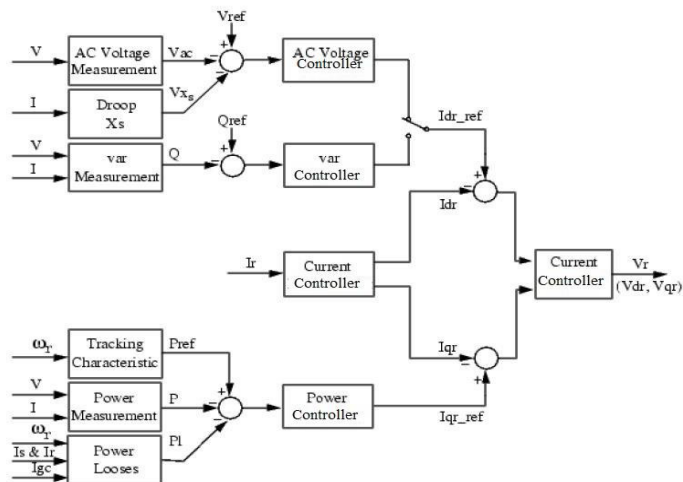 Vref
V
AC Voltage
Measurement
Vac
AC Voltage
Controller
I
Droop
Xs
Vxs
Qref
V
I
var
Measurement
Q
var
Controller
Idr_ref
Idr
Ir
Current
Controller
Current
Controller
Vr
(Vdr, Vqr)
ωr
Tracking
Characteristic
Pref
Iqr
V
I
Power
Measurement
P
Power
Controller
Iqr_ref
ωr
Is & Ir
Igc
Power
Looses
Pl